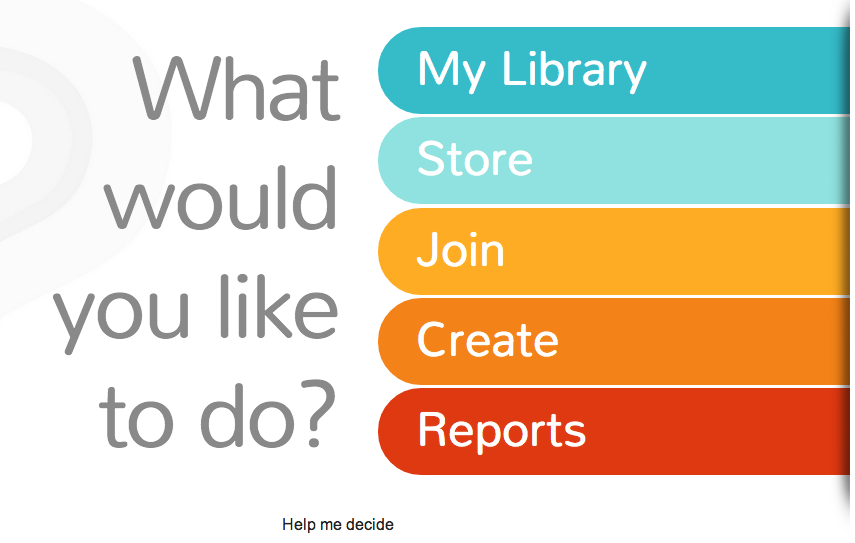 What
would
you like
to do?
My Library
Store
Join
Create
Reports
Help me decide